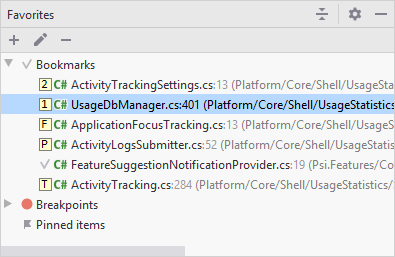 Favorites
Bookmarks
2 C# ActivityTrackingSettings.cs:13 (Platform/Core/Shell/UsageStatis
1 C# UsageDbManager.cs:401 (Platform/Core/Shell/UsageStatistics
F C# ApplicationFocusTracking.cs:13 (Platform/Core/Shell/UsageSta
P C# ActivityLogsSubmitter.cs:52 (Platform/Core/Shell/UsageStatisti
C# FeatureSuggestionNotificationProvider.cs:19 (Psi.Features/Co
T C# ActivityTracking.cs:284 (Platform/Core/Shell/UsageStatistics/
Breakpoints
Pinned items